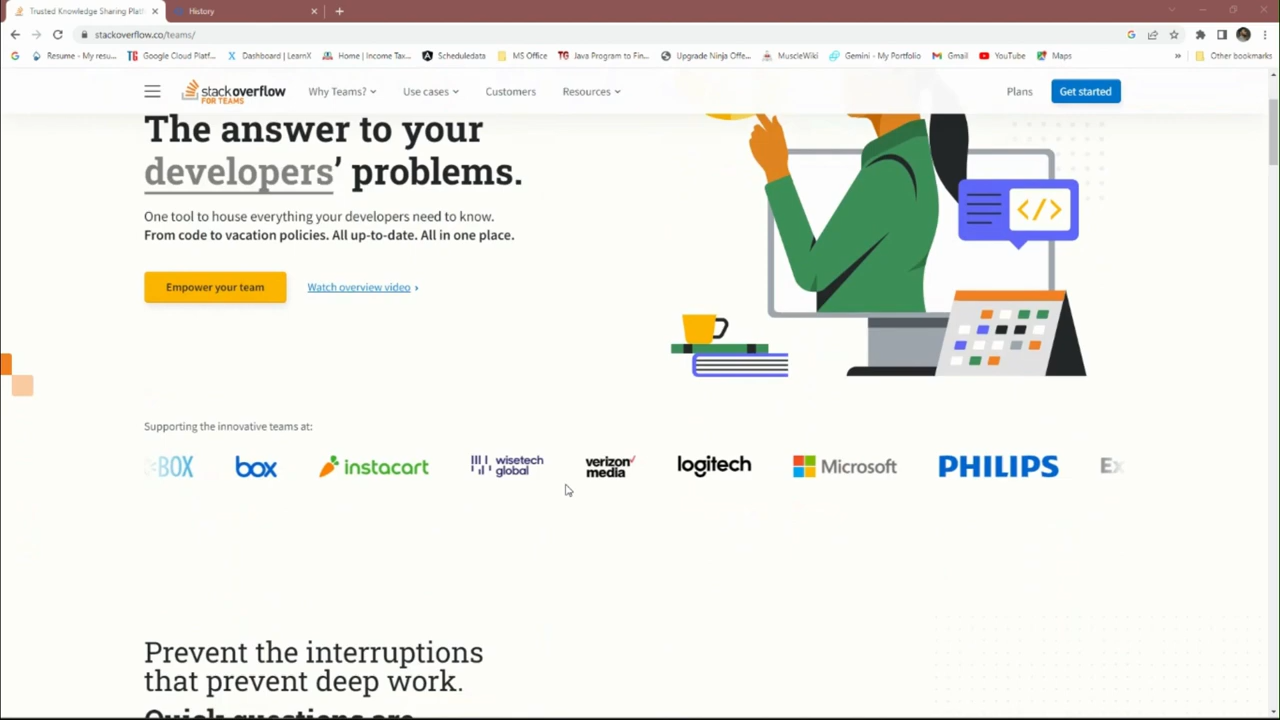 Trusted Knowledge Sharing Platf
History
stackoverflow.co/teams/
Resume - My resu...
Google Cloud Platf...
Dashboard | LearnX
Home | Income Tax...
Scheduledata
MS Office
Java Program to Fin...
Upgrade Ninja Offe...
MuscleWiki
Gemini - My Portfolio
Gmail
YouTube
Maps
»
Other bookmarks
stackoverflow
FOR TEAMS
Why Teams?
Use cases
Customers
Resources
Plans
Get started
The answer to your
developers’ problems.
One tool to house everything your developers need to know.
From code to vacation policies. All up-to-date. All in one place.
Empower your team
Watch overview video ›
</>
Supporting the innovative teams at:
BOX
box
instacart
wisetech
global
verizon
media
logitech
Microsoft
PHILIPS
Ex
Prevent the interruptions
that prevent deep work.
Quick questions are